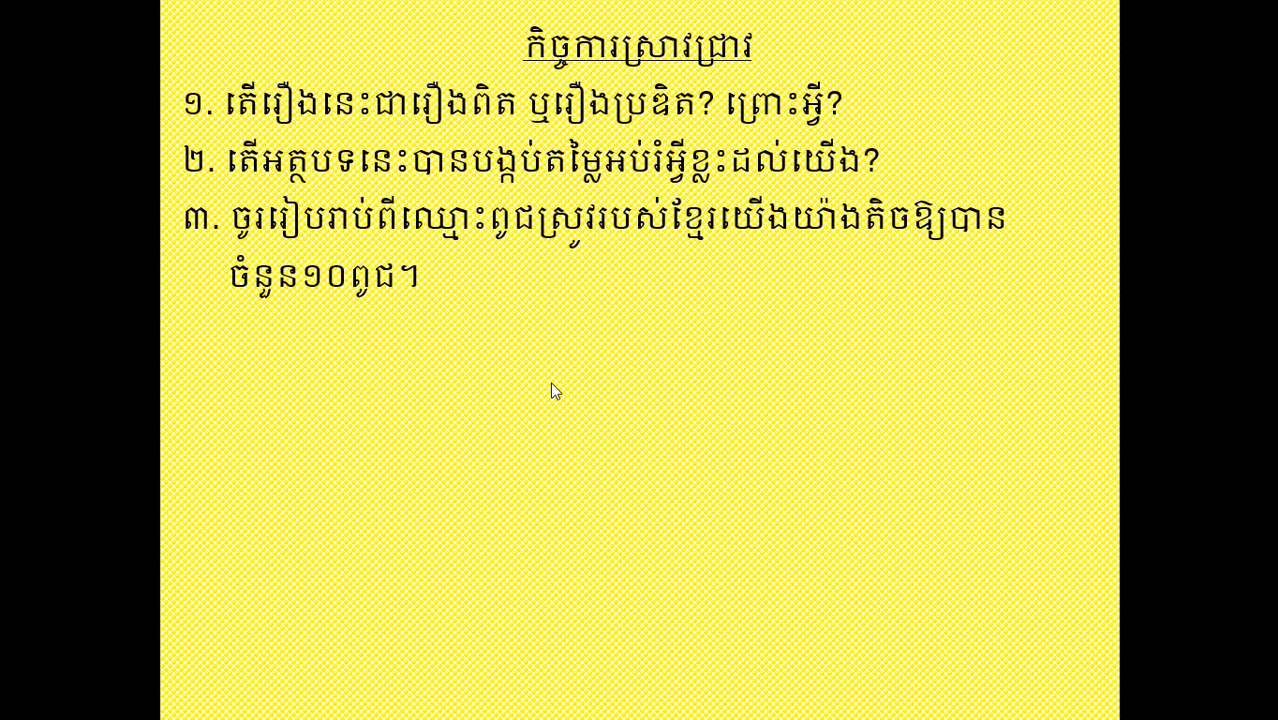 កិច្ចការស្រាវជ្រាវ
១. តើរឿងនេះជារឿងពិត ឬរឿងប្រឌិត? ព្រោះអ្វី?
២. តើអត្ថបទនេះបានបង្កប់តម្លៃអប់រំអ្វីខ្លះដល់យើង?
៣. ចូររៀបរាប់ពីឈ្មោះពូជស្រូវរបស់ខ្មែរយើងយ៉ាងតិចឱ្យបាន
ចំនួន១០ពូជ។